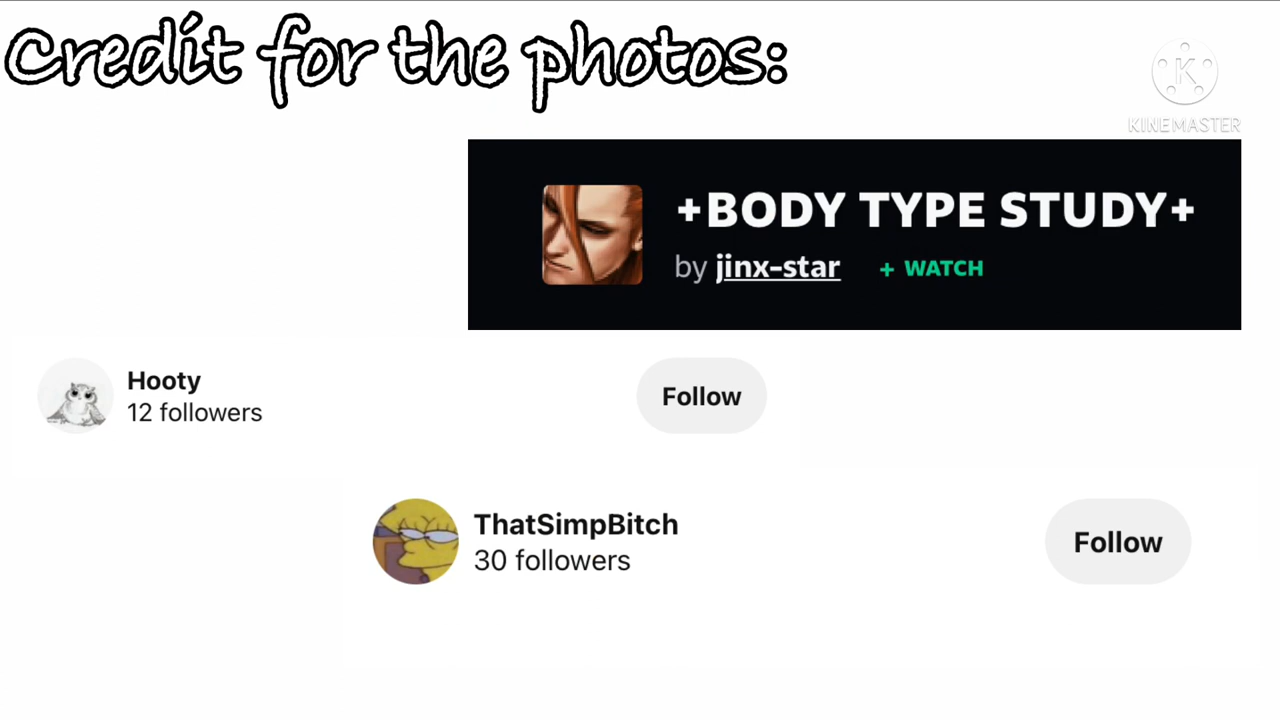 Credit for the photos:
K
KINEMASTER
+BODY TYPE STUDY+
by jinx-star + WATCH
Hooty
12 followers
Follow
ThatSimpBitch
30 followers
Follow